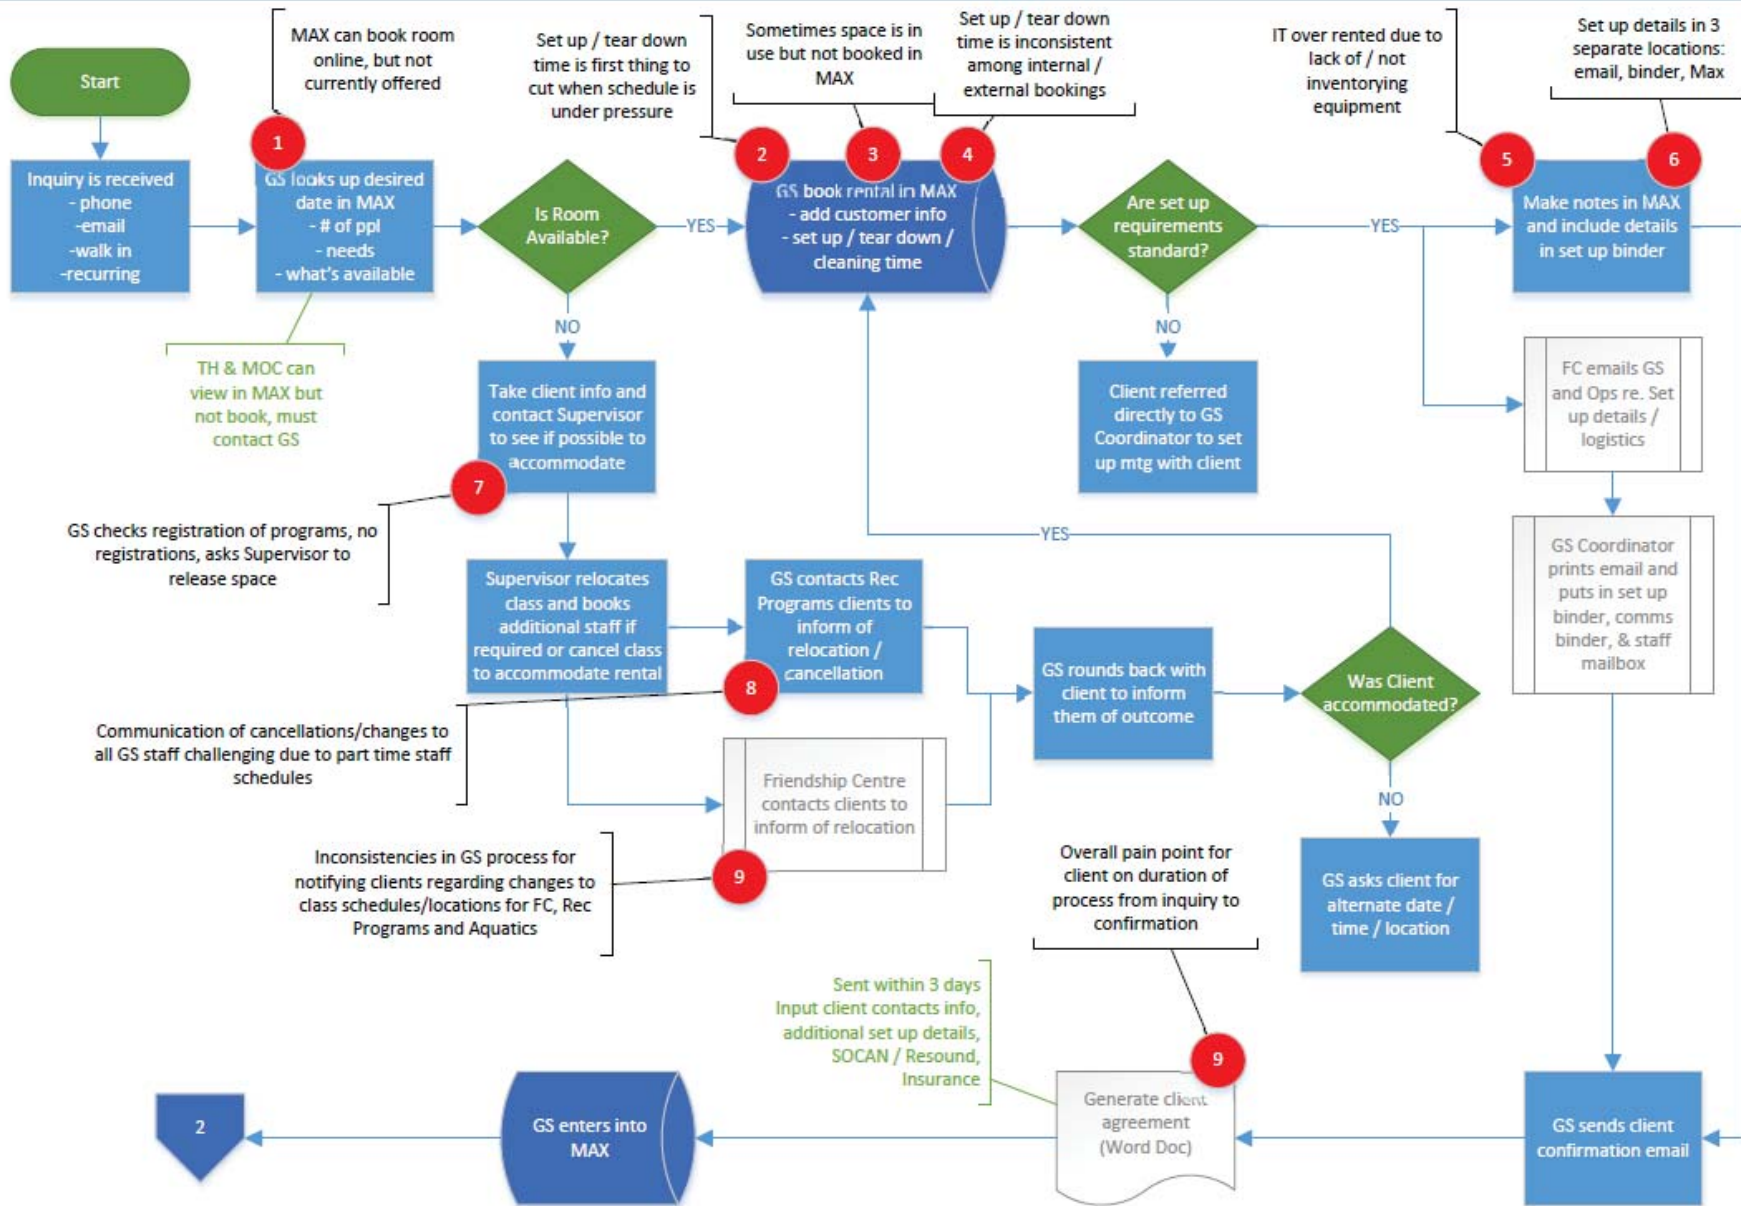 MAX can book room
online, but not
currently offered
Set up / tear down
time is first thing to
cut when schedule is
under pressure
Sometimes space is in
use but not booked in
MAX
Set up / tear down
time is inconsistent
among internal /
external bookings
IT over rented due to
lack of / not
inventorying
equipment
Set up details in 3
separate locations:
email, binder, Max
Start
1
2
3
4
5
6
Inquiry is received
- phone
-email
-walk in
-recurring
GS looks up desired
date in MAX
- # of ppl
- needs
- what's available
Is Room
Available?
YES
GS book rental in MAX
- add customer info
- set up / tear down /
cleaning time
Are set up
requirements
standard?
YES
Make notes in MAX
and include details
in set up binder
TH & MOC can
view in MAX but
not book, must
contact GS
NO
NO
Take client info and
contact Supervisor
to see if possible to
accommodate
Client referred
directly to GS
Coordinator to set
up mtg with client
FC emails GS
and Ops re. Set
up details /
logistics
7
GS checks registration of programs, no
registrations, asks Supervisor to
release space
YES
Supervisor relocates
class and books
additional staff if
required or cancel class
to accommodate rental
GS contacts Rec
Programs clients to
inform of
relocation /
cancellation
8
GS rounds back with
client to inform
them of outcome
Was Client
accommodated?
GS Coordinator
prints email and
puts in set up
binder, comms
binder, & staff
mailbox
Communication of cancellations/changes to
all GS staff challenging due to part time staff
schedules
Friendship Centre
contacts clients to
inform of relocation
NO
9
Inconsistencies in GS process for
notifying clients regarding changes to
class schedules/locations for FC, Rec
Programs and Aquatics
Overall pain point for
client on duration of
process from inquiry to
confirmation
GS asks client for
alternate date /
time / location
Sent within 3 days
Input client contacts info,
additional set up details,
SOCAN / Resound,
Insurance
9
2
GS enters into
MAX
Generate client
agreement
(Word Doc)
GS sends client
confirmation email